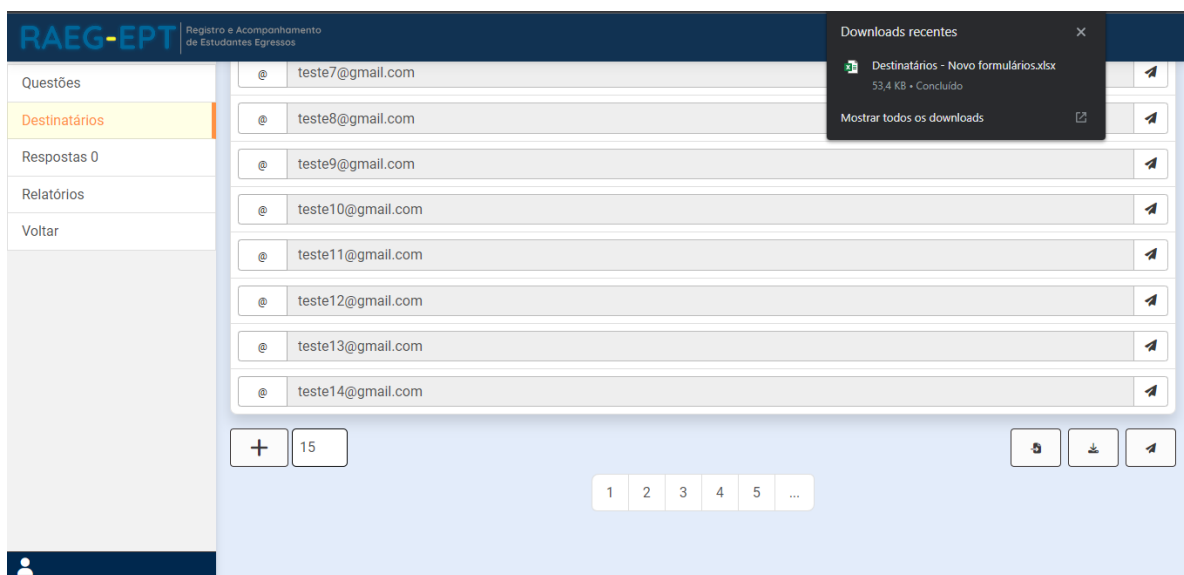 RAEG-EPT
Registro e Acompanhamento
de Estudantes Egressos
Questões
Destinatários
Respostas 0
Relatórios
Voltar
@ teste7@gmail.com
@ teste8@gmail.com
@ teste9@gmail.com
@ teste10@gmail.com
@ teste11@gmail.com
@ teste12@gmail.com
@ teste13@gmail.com
@ teste14@gmail.com
15
1 2 3 4 5 ...
Downloads recentes
Destinatários - Novo formulários.xlsx
53,4 KB • Concluído
Mostrar todos os downloads